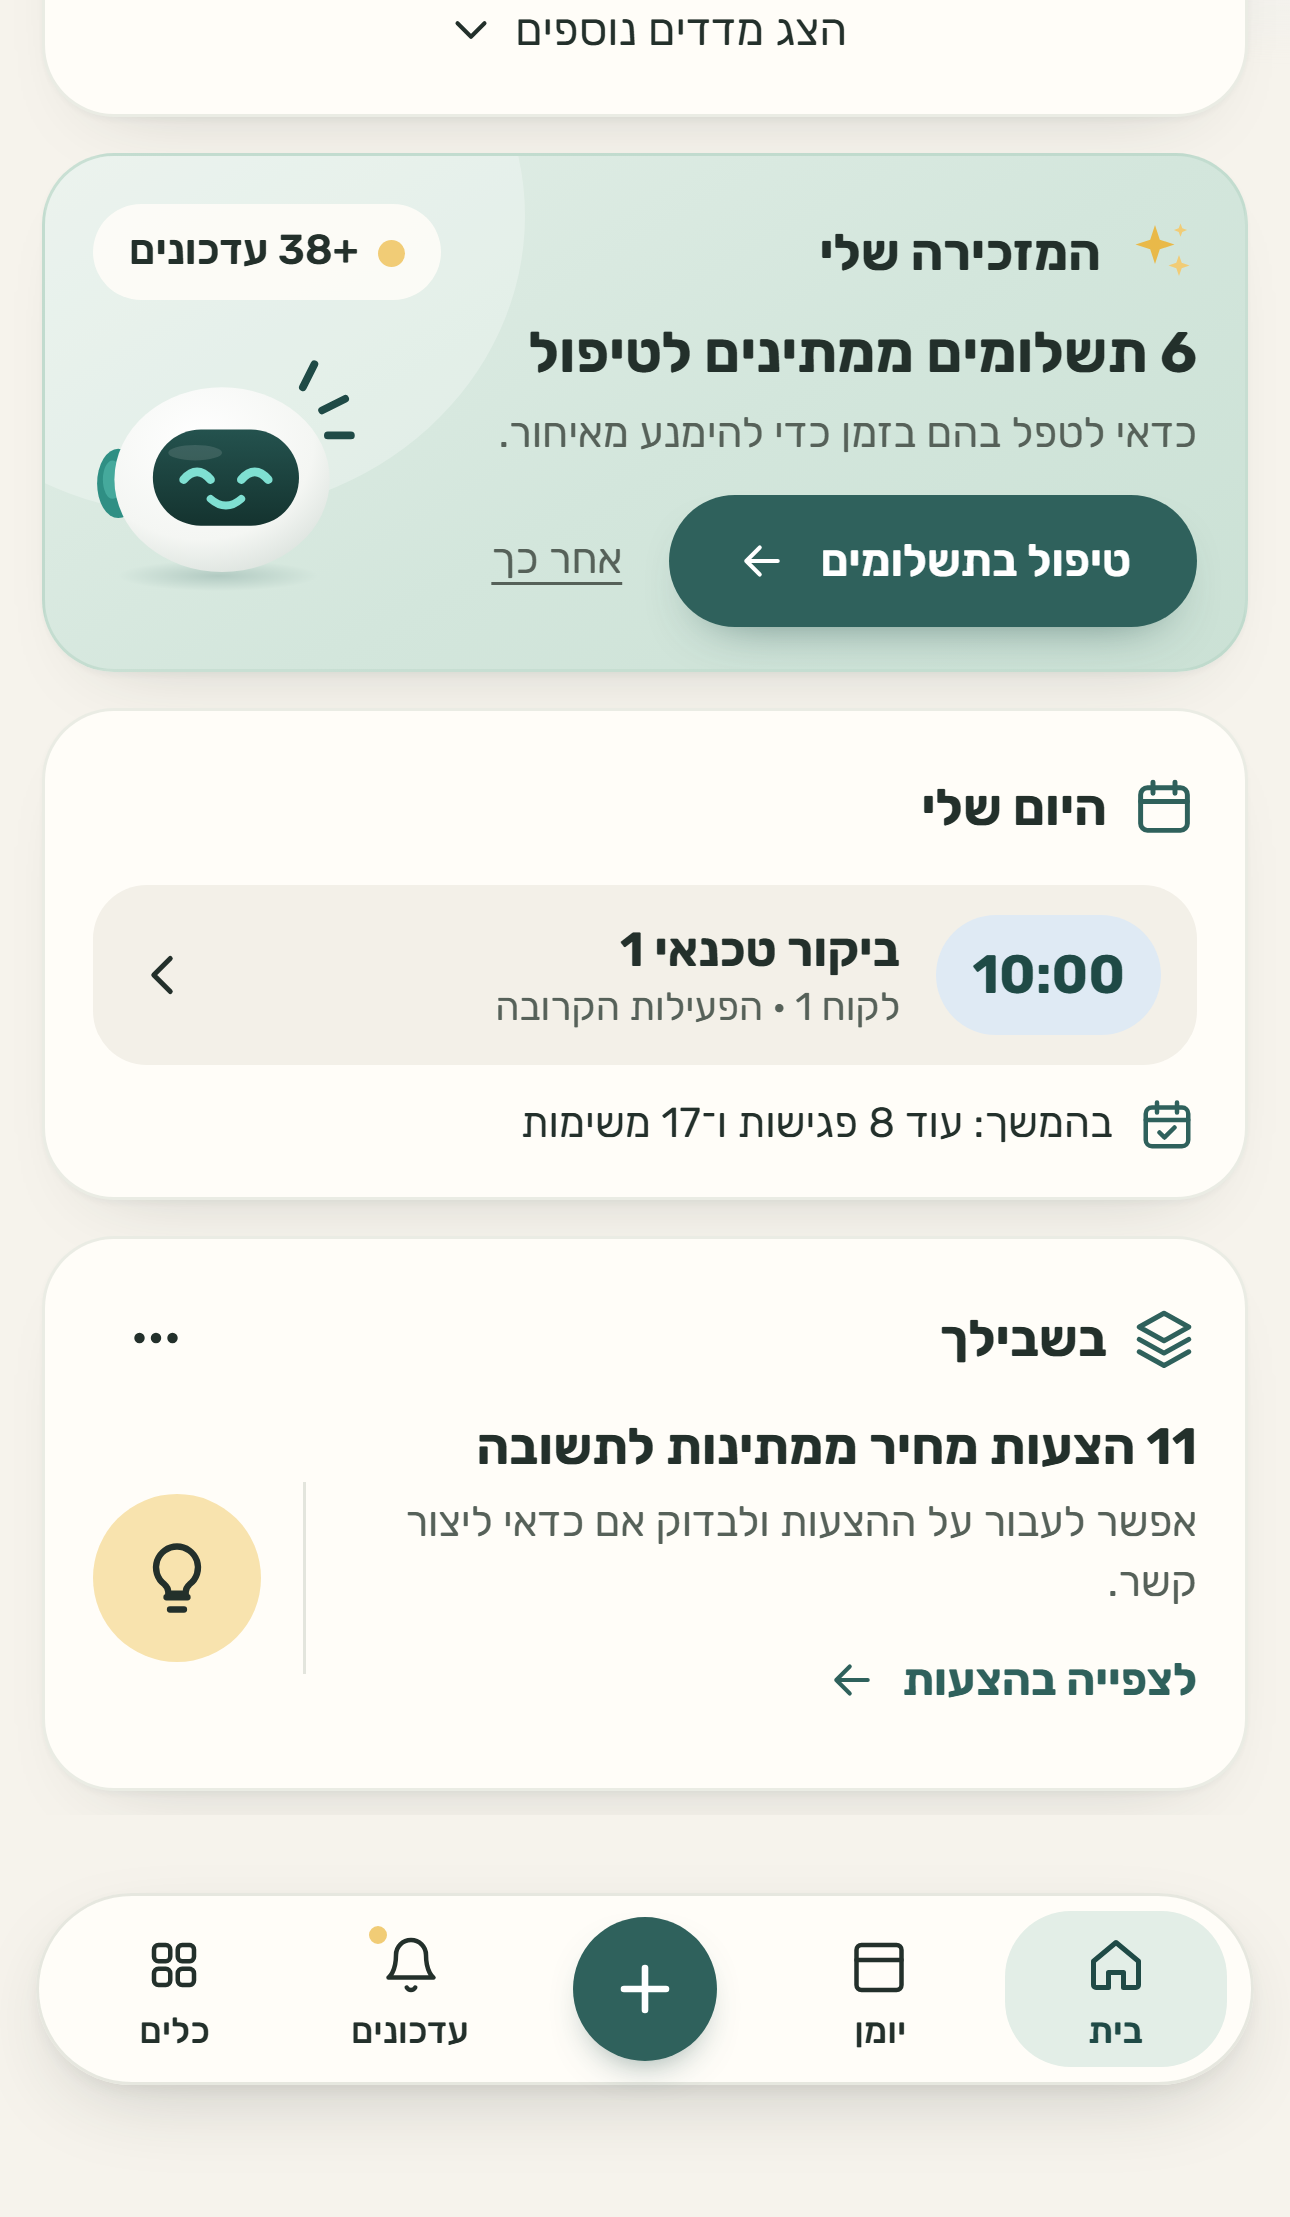 הצג מדדים נוספים
המזכירה שלי
38+ עדכונים
6 תשלומים ממתינים לטיפול
כדאי לטפל בהם בזמן כדי להימנע מאיחור.
טיפול בתשלומים
אחר כך
היום שלי
10:00
ביקור טכנאי 1
לקוח 1 • הפעילות הקרובה
בהמשך: עוד 8 פגישות ו־17 משימות
בשבילך
11 הצעות מחיר ממתינות לתשובה
אפשר לעבור על ההצעות ולבדוק אם כדאי ליצור
קשר.
לצפייה בהצעות
בית
יומן
עדכונים
כלים